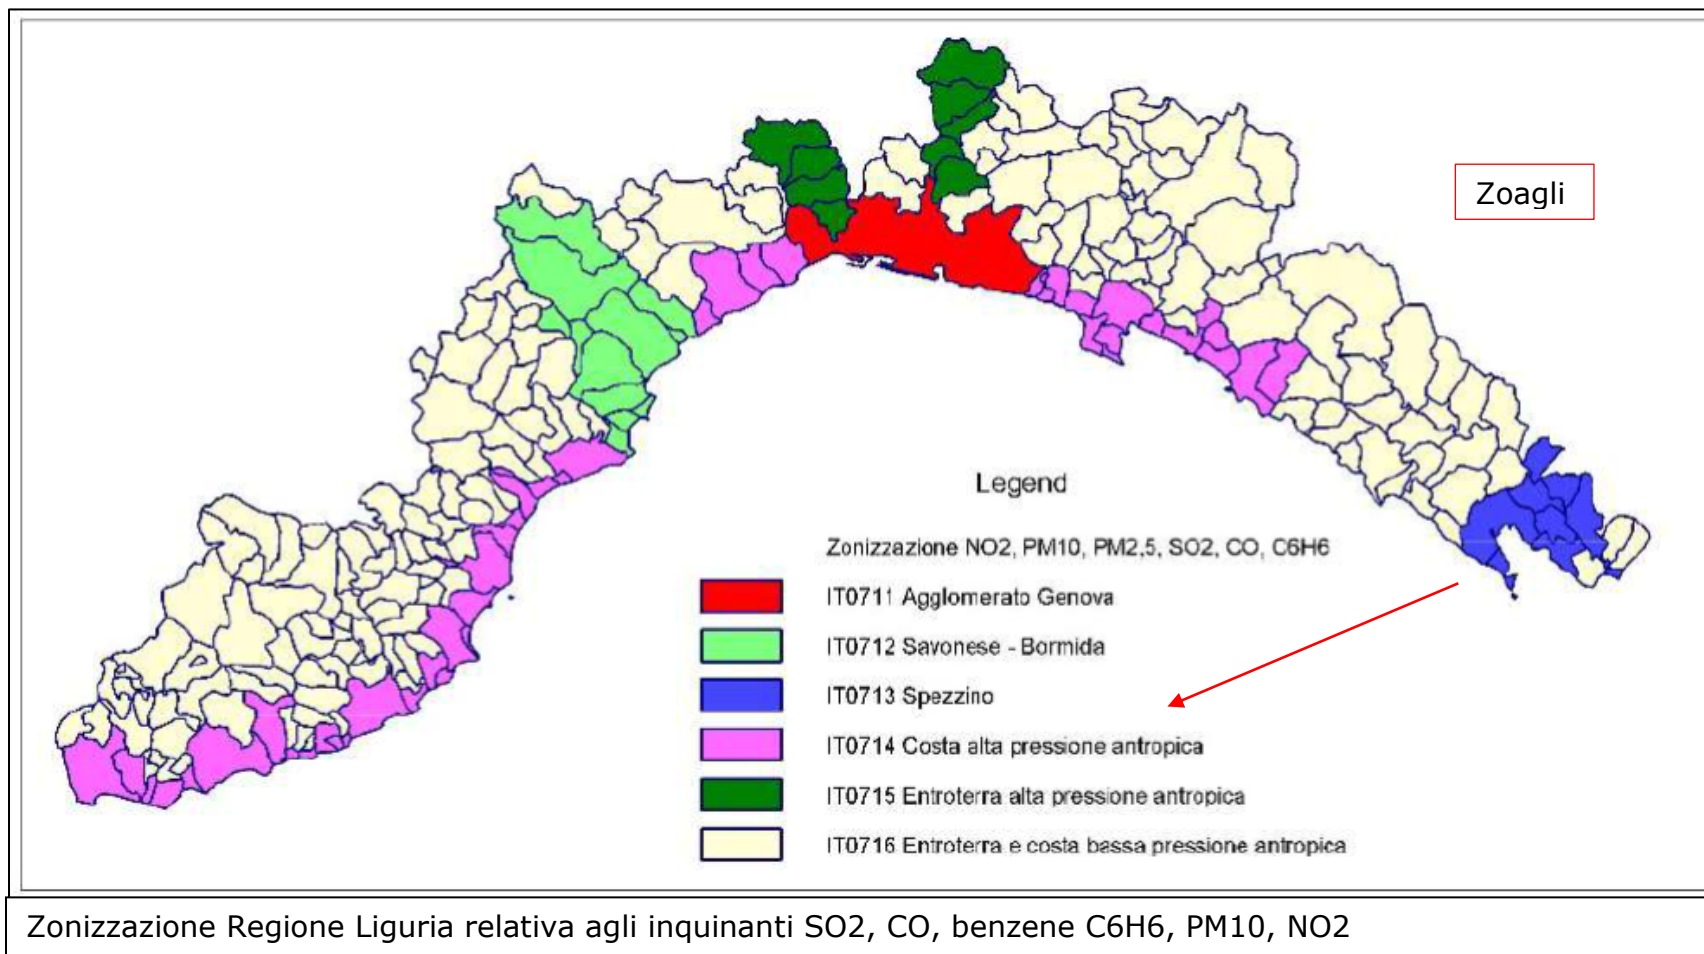 Zoagli
Legend
Zonizzazione NO2, PM10, PM2,5, SO2, CO, C6H6
IT0711 Agglomerato Genova
IT0712 Savonese - Bormida
IT0713 Spezzino
IT0714 Costa alta pressione antropica
IT0715 Entroterra alta pressione antropica
IT0716 Entroterra e costa bassa pressione antropica
Zonizzazione Regione Liguria relativa agli inquinanti SO2, CO, benzene C6H6, PM10, NO2